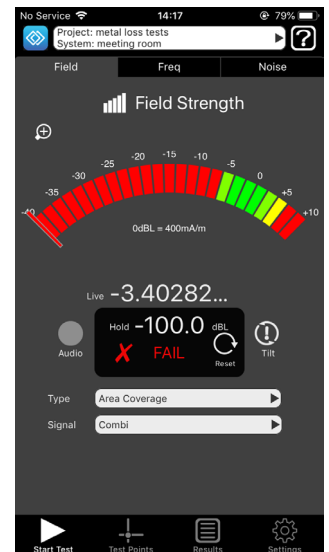 No Service 14:17 79%
Project: metal loss tests
System: meeting room
?
Field Freq Noise
Field Strength
-40 -35 -30 -25 -20 -15 -10 -5 0 +5 +10
0dBL = 400mA/m
Live -3.40282...
Hold -100.0 dBL
Audio X FAIL Reset Tilt
Type Area Coverage
Signal Combi
Start Test Test Points Results Settings